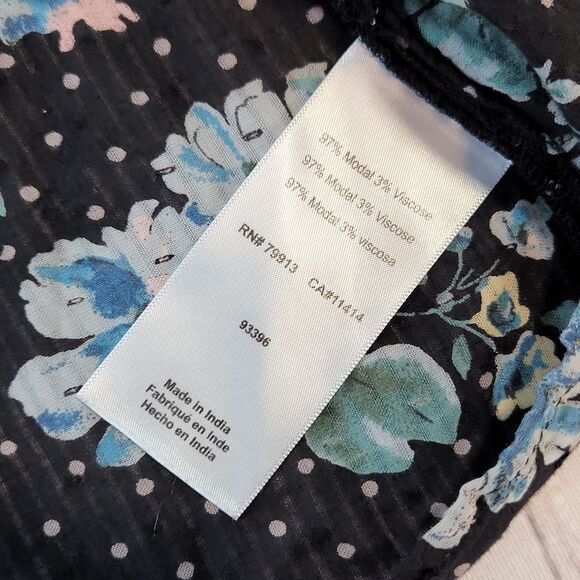 97% Modal 3% Viscose
97% Modal 3% Viscose
97% Modal 3% viscosa
RN# 79913 CA#11414
93396
Made in India
Fabriqué en Inde
Hecho en India